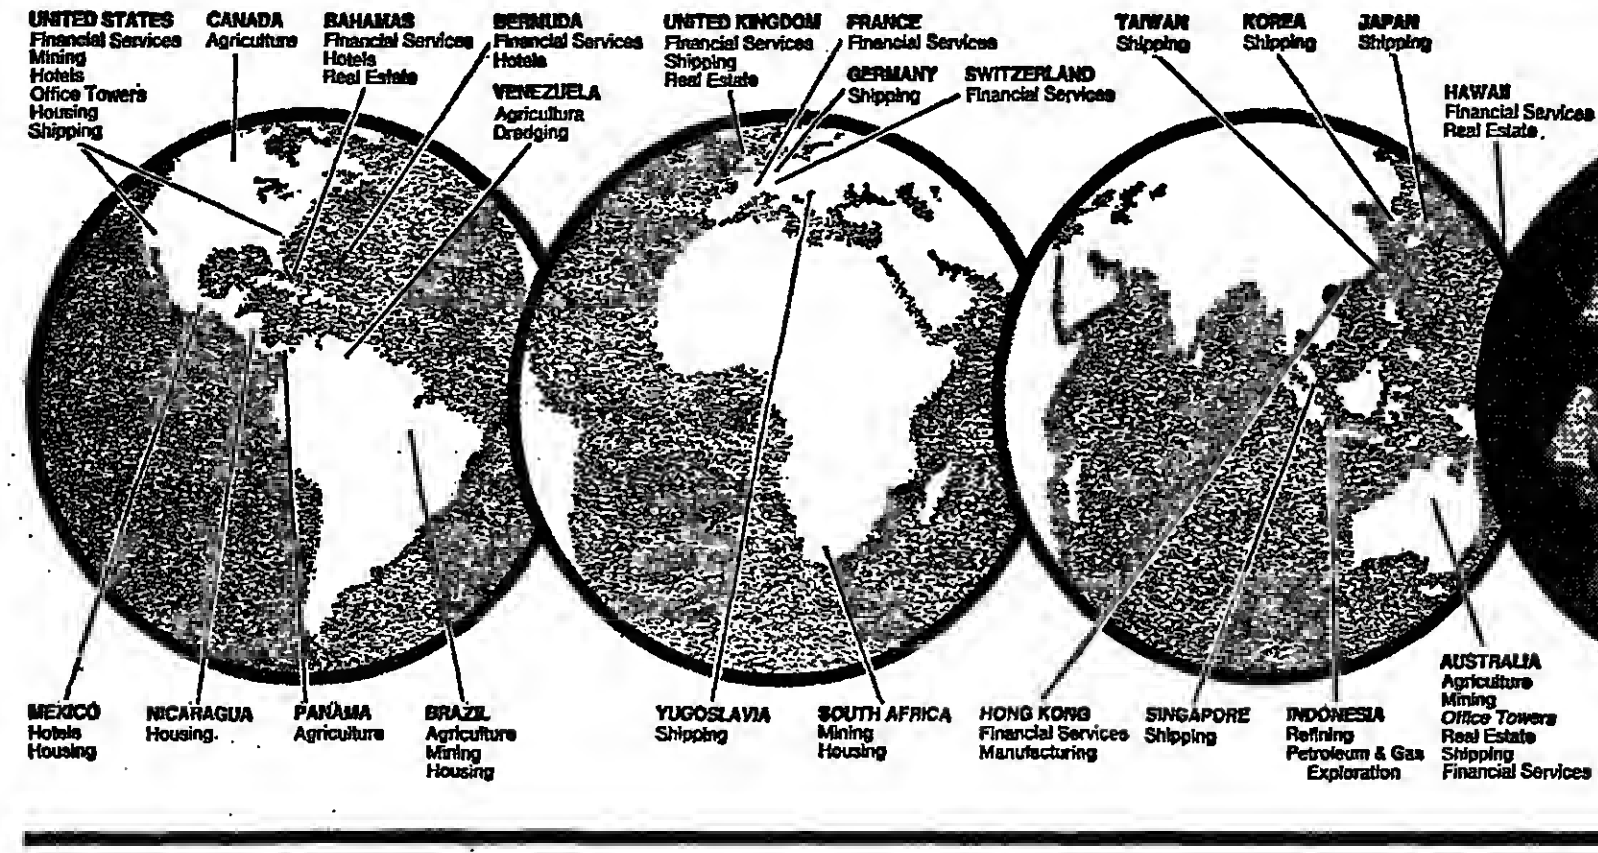 UNITED STATES
Financial Services
Mining
Hotels
Office Towers
Housing
Shipping
CANADA
Agriculture
BAHAMAS
Financial Services
Hotels
Real Estate
BERMUDA
Financial Services
Hotels
VENEZUELA
Agriculture
Dredging
UNITED KINGDOM
Financial Services
Shipping
Real Estate
FRANCE
Financial Services
GERMANY
Shipping
SWITZERLAND
Financial Services
TAIWAN
Shipping
KOREA
Shipping
JAPAN
Shipping
HAWAII
Financial Services
Real Estate
MEXICO
Hotels
Housing
NICARAGUA
Housing
PANAMA
Agriculture
BRAZIL
Agriculture
Mining
Housing
YUGOSLAVIA
Shipping
SOUTH AFRICA
Mining
Housing
HONG KONG
Financial Services
Manufacturing
SINGAPORE
Shipping
INDONESIA
Refining
Petroleum & Gas
Exploration
AUSTRALIA
Agriculture
Mining
Office Towers
Real Estate
Shipping
Financial Services